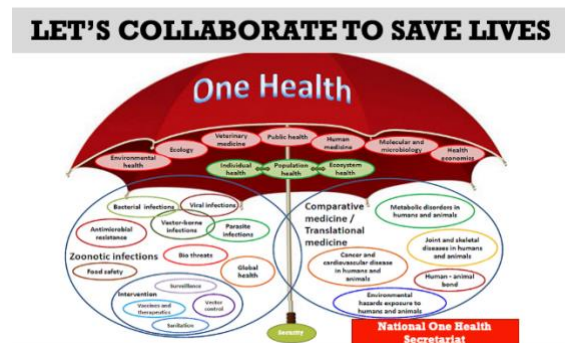 LET'S COLLABORATE TO SAVE LIVES
One Health
Environmental
health
Ecology
Veterinary
medicine
Public health
Human
medicine
Molecular and
microbiology
Health
economics
Individual
health
Population
health
Ecosystem
health
Bacterial infections
Viral infections
Vector-borne
infections
Parasite
infections
Antimicrobial
resistance
Zoonotic infections
Bio threats
Food safety
Global
health
Intervention
Surveillance
Vaccines and
therapeutics
Vector
control
Sanitation
Comparative
medicine /
Translational
medicine
Metabolic disorders in
humans and animals
Joint and skeletal
diseases in humans
and animals
Cancer and
cardiovascular disease
in humans and
animals
Human - animal
bond
Environmental
hazards exposure to
humans and animals
Security
National One Health
Secretariat